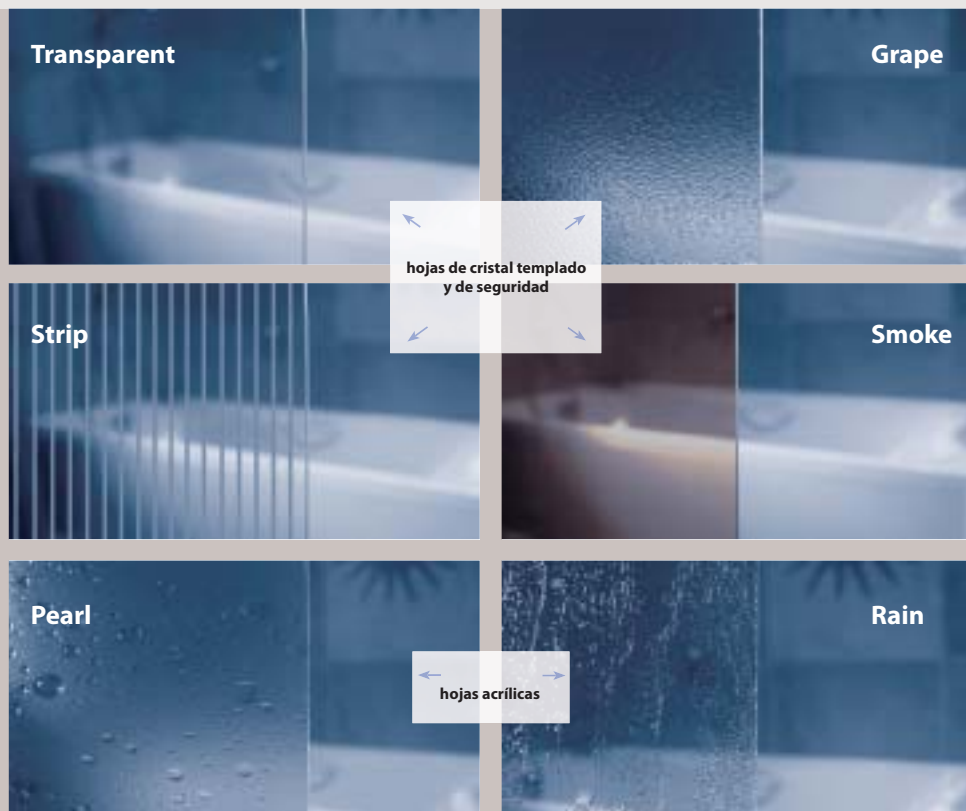 Transparent
Grape
hojas de cristal templado
y de seguridad
Strip
Smoke
Pearl
Rain
hojas acrílicas